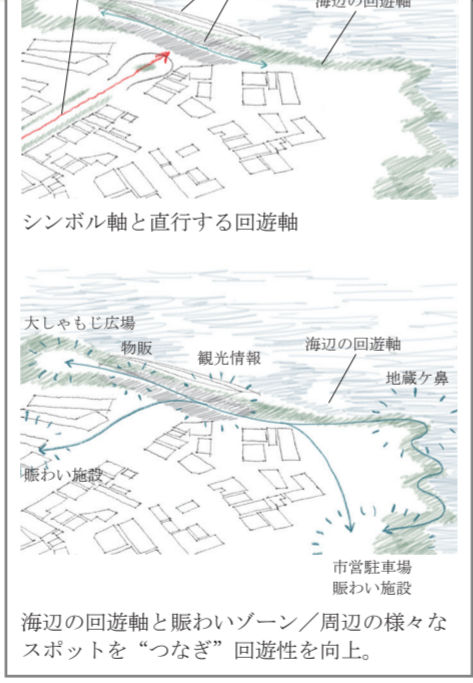 海辺の回遊軸
シンボル軸と直行する回遊軸
大しゃもじ広場
物販
観光情報
海辺の回遊軸
地蔵ケ鼻
賑わい施設
市営駐車場
賑わい施設
海辺の回遊軸と賑わいゾーン／周辺の様々な
スポットを“つなぎ”回遊性を向上。